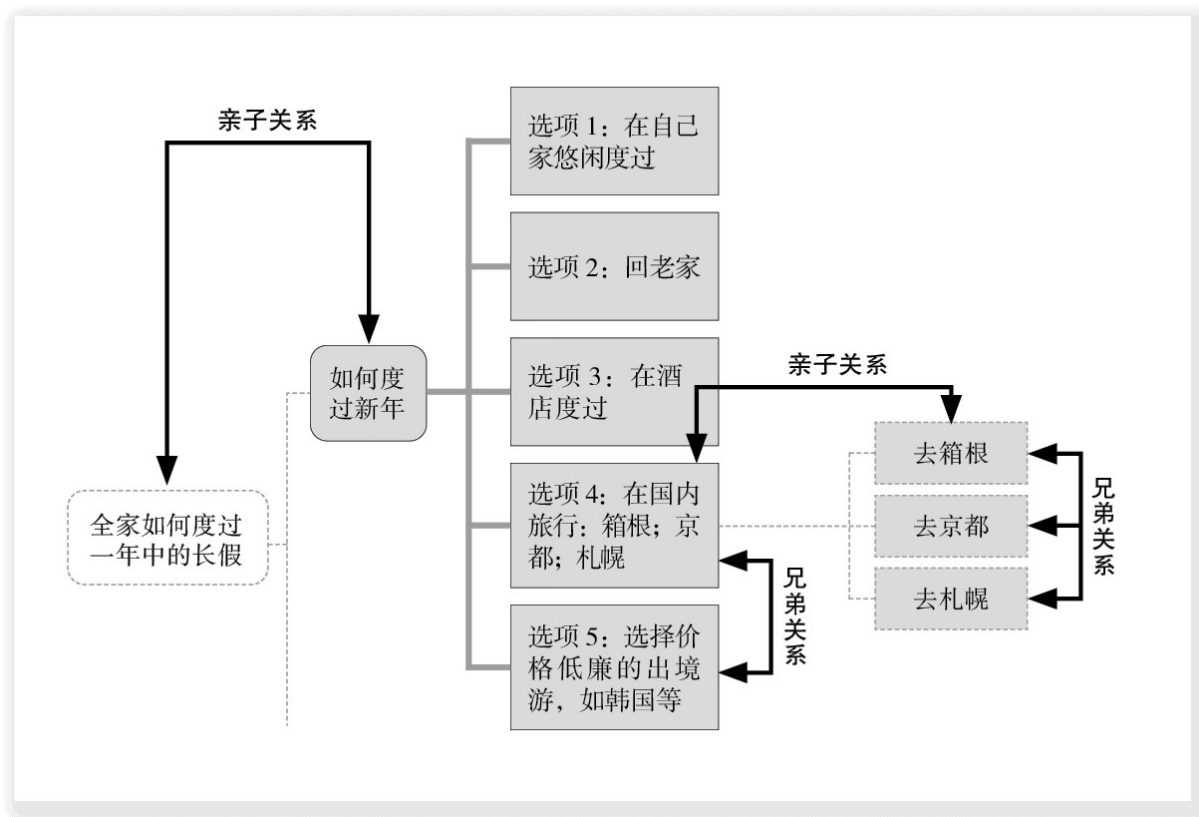 亲子关系
选项 1：在自己
家悠闲度过
选项 2：回老家
如何度
过新年
选项 3：在酒
店度过
亲子关系
全家如何度过
一年中的长假
选项 4：在国内
旅行：箱根；京
都；札幌
去箱根
去京都
去札幌
兄弟关系
兄弟关系
选项 5：选择价
格低廉的出境
游，如韩国等